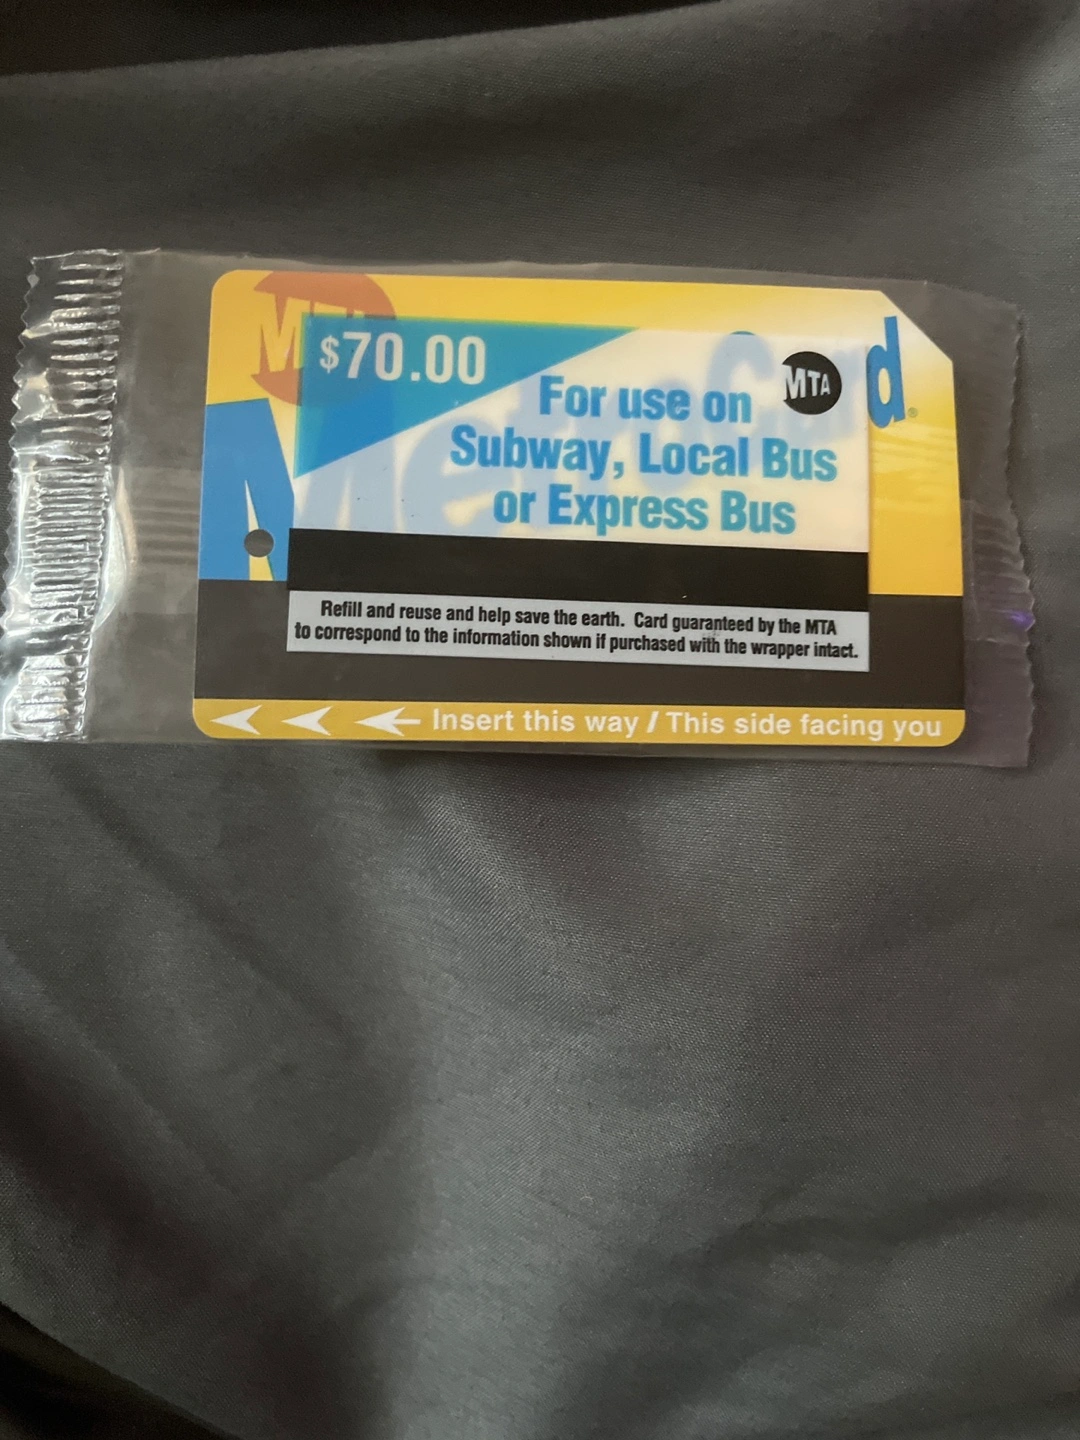 $70.00
MTA
For use on
Subway, Local Bus
or Express Bus
MetroCard®
Refill and reuse and help save the earth. Card guaranteed by the MTA
to correspond to the information shown if purchased with the wrapper intact.
Insert this way / This side facing you